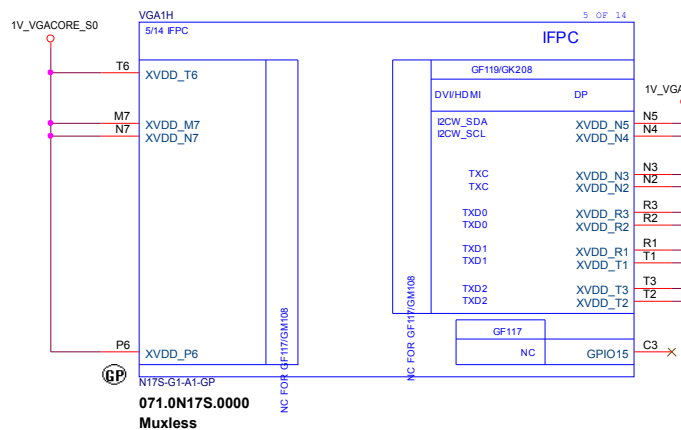 1V_VGACORE_S0
VGA1H
5 OF 14
5/14 IFPC
IFPC
T6
XVDD_T6
GF119/GK208
DVI/HDMI
DP
1V_VGA
M7
XVDD_M7
N7
XVDD_N7
I2CW_SDA
XVDD_N5
N5
I2CW_SCL
XVDD_N4
N4
TXC
XVDD_N3
N3
TXC
XVDD_N2
N2
TXD0
XVDD_R3
R3
TXD0
XVDD_R2
R2
TXD1
XVDD_R1
R1
TXD1
XVDD_T1
T1
TXD2
XVDD_T3
T3
TXD2
XVDD_T2
T2
NC FOR GF117/GM108
NC FOR GF117/GM108
GF117
P6
XVDD_P6
NC
GPIO15
C3
GP
N17S-G1-A1-GP
071.0N17S.0000
Muxless